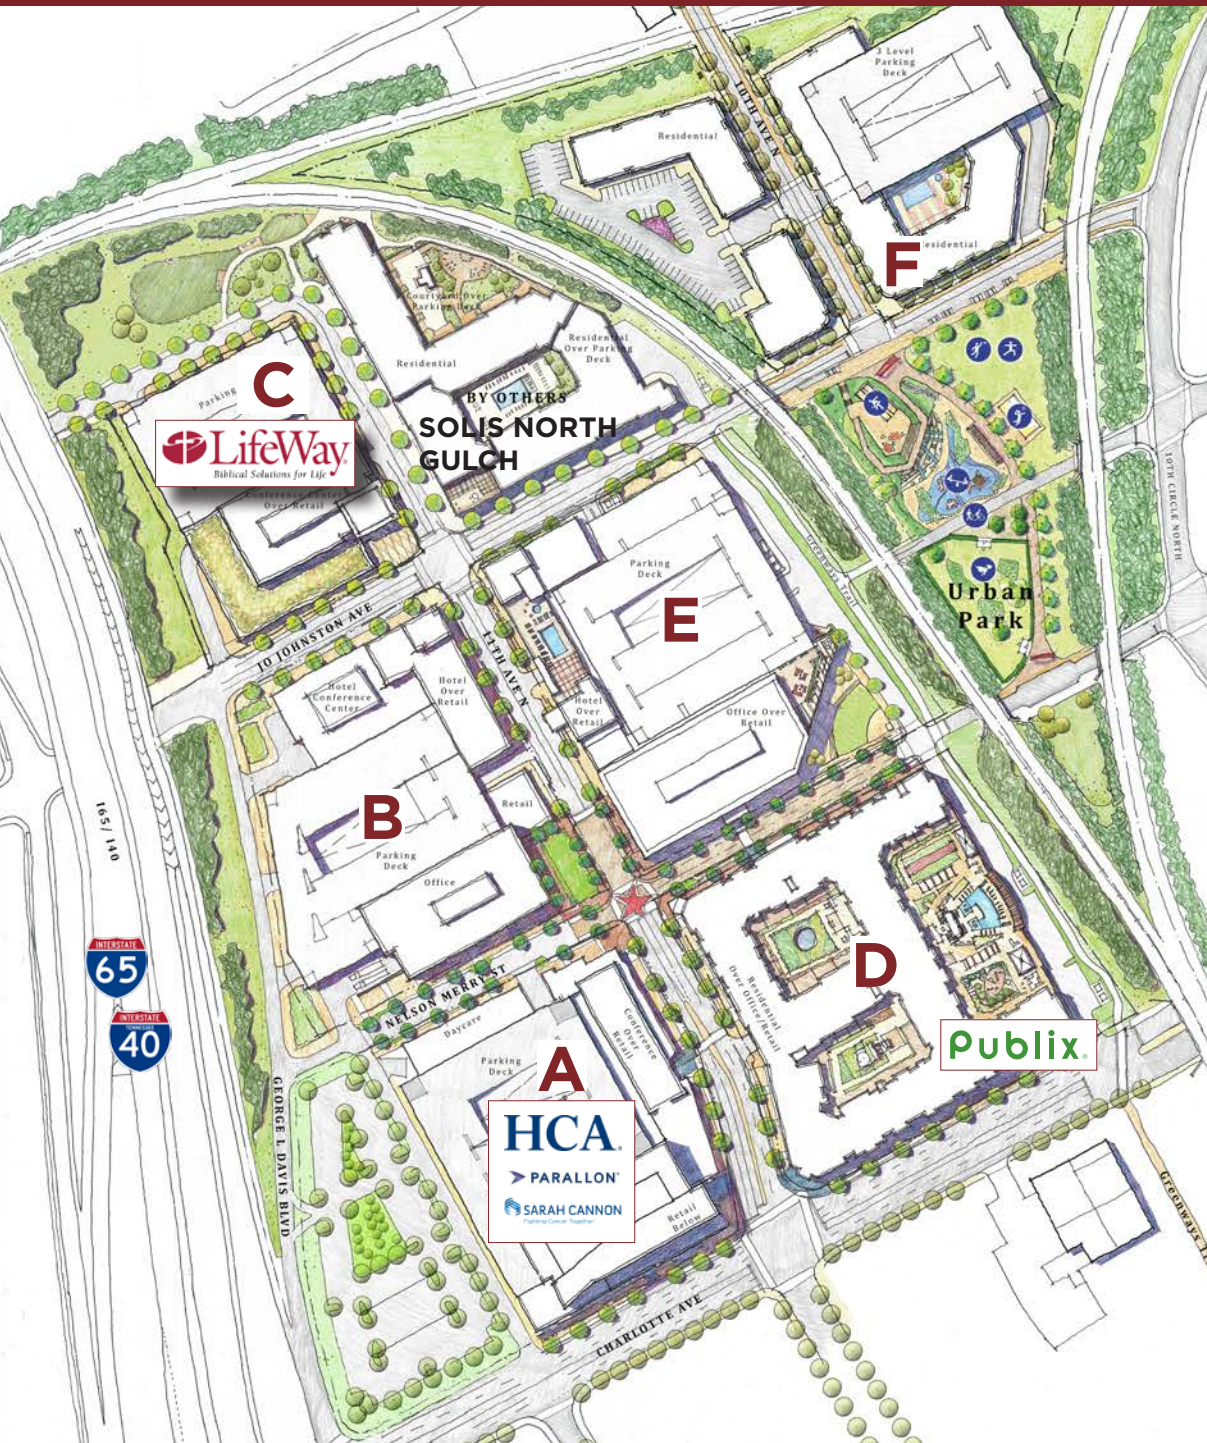 3 Level
Parking
Deck
10TH AVE N
Residential
Residential
F
Courtyard Over
Parking Deck
Residential
Over Parking
Deck
Residential
Parking
C
LifeWay
Biblical Solutions for Life
BY OTHERS
SOLIS NORTH
GULCH
Conference Center
Over Retail
10TH CIRCLE NORTH
Greenways Trail
Parking
Deck
E
Urban
Park
JO JOHNSTON AVE
11TH AVE N
Hotel
Conference
Center
Hotel
Over
Retail
Hotel
Over
Retail
Office Over
Retail
I65/ I40
B
Retail
Parking
Deck
Office
INTERSTATE
65
INTERSTATE
TENNESSEE
40
D
Residential
Over Office/Retail
NELSON MERRY ST
Daycare
Conference
Over
Retail
Parking
Deck
A
Publix
HCA
PARALLON
SARAH CANNON
Fighting Cancer Together
Retail
Below
GEORGE L DAVIS BLVD
CHARLOTTE AVE
Greenways